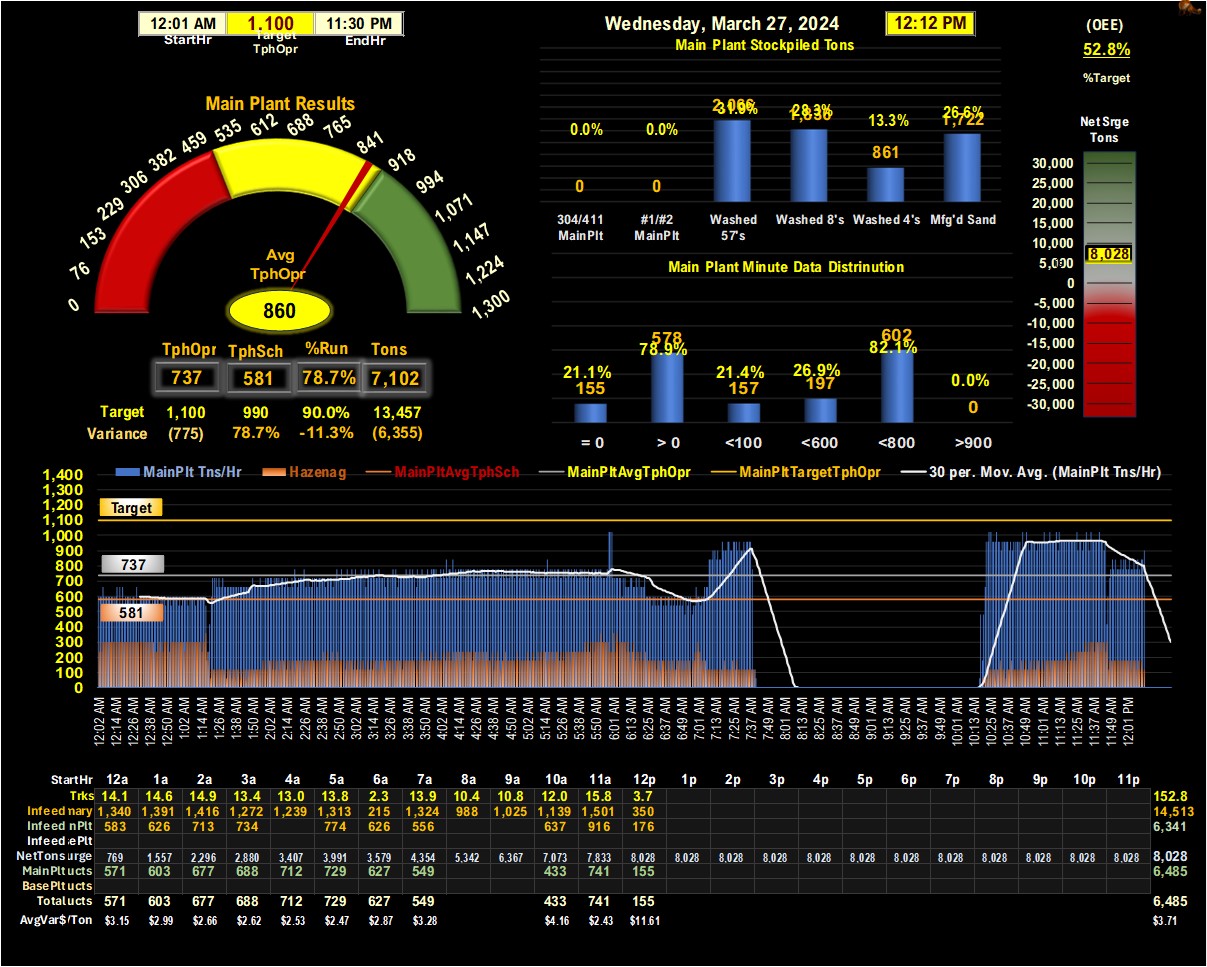 12:01 AM 1,100 11:30 PM
StartHr Target TphOpr EndHr
Wednesday, March 27, 2024 12:12 PM
(OEE)
52.8%
%Target
Main Plant Stockpiled Tons
0.0% 0.0% 31.9% 28.3% 13.3% 26.6%
0 0 2,066 1,836 861 1,722
304/411 MainPlt #1/#2 MainPlt Washed 57's Washed 8's Washed 4's Mfg'd Sand
Net Srge
Tons
30,000
25,000
20,000
15,000
10,000
8,028
5,000
0
-5,000
-10,000
-15,000
-20,000
-25,000
-30,000
Main Plant Results
0 76 153 229 306 382 459 535 612 688 765 841 918 994 1,071 1,147 1,224 1,300
Avg
TphOpr
860
TphOpr TphSch %Run Tons
737 581 78.7% 7,102
Target 1,100 990 90.0% 13,457
Variance (775) 78.7% -11.3% (6,355)
Main Plant Minute Data Distrinution
21.1% 78.9% 21.4% 26.9% 82.1% 0.0%
155 578 157 197 602 0
= 0 > 0 <100 <600 <800 >900
MainPlt Tns/Hr Hazenag MainPltAvgTphSch MainPltAvgTphOpr MainPltTargetTphOpr 30 per. Mov. Avg. (MainPlt Tns/Hr)
1,400
1,300
1,200
1,100
1,000
900
800
700
600
500
400
300
200
100
0
Target
737
581
12:02 AM 12:14 AM 12:26 AM 12:38 AM 12:50 AM 1:02 AM 1:14 AM 1:26 AM 1:38 AM 1:50 AM 2:02 AM 2:14 AM 2:26 AM 2:38 AM 2:50 AM 3:02 AM 3:14 AM 3:26 AM 3:38 AM 3:50 AM 4:02 AM 4:14 AM 4:26 AM 4:38 AM 4:50 AM 5:02 AM 5:14 AM 5:26 AM 5:38 AM 5:50 AM 6:01 AM 6:13 AM 6:25 AM 6:37 AM 6:49 AM 7:01 AM 7:13 AM 7:25 AM 7:37 AM 7:49 AM 8:01 AM 8:13 AM 8:25 AM 8:37 AM 8:49 AM 9:01 AM 9:13 AM 9:25 AM 9:37 AM 9:49 AM 10:01 AM 10:13 AM 10:25 AM 10:37 AM 10:49 AM 11:01 AM 11:13 AM 11:25 AM 11:37 AM 11:49 AM 12:01 PM
StartHr 12a 1a 2a 3a 4a 5a 6a 7a 8a 9a 10a 11a 12p 1p 2p 3p 4p 5p 6p 7p 8p 9p 10p 11p
Trks 14.1 14.6 14.9 13.4 13.0 13.8 2.3 13.9 10.4 10.8 12.0 15.8 3.7 152.8
Infeed nary 1,340 1,391 1,416 1,272 1,239 1,313 215 1,324 988 1,025 1,139 1,501 350 14,513
Infeed nPlt 583 626 713 734 774 626 556 637 916 176 6,341
Infeed ePlt
NetTons urge 769 1,557 2,296 2,880 3,407 3,991 3,579 4,354 5,342 6,367 7,073 7,833 8,028 8,028 8,028 8,028 8,028 8,028 8,028 8,028 8,028 8,028 8,028 8,028 8,028
MainPlt ucts 571 603 677 688 712 729 627 549 433 741 155 6,485
BasePlt ucts
Total ucts 571 603 677 688 712 729 627 549 433 741 155 6,485
AvgVar$/Ton $3.15 $2.99 $2.66 $2.62 $2.53 $2.47 $2.87 $3.28 $4.16 $2.43 $11.61 $3.71